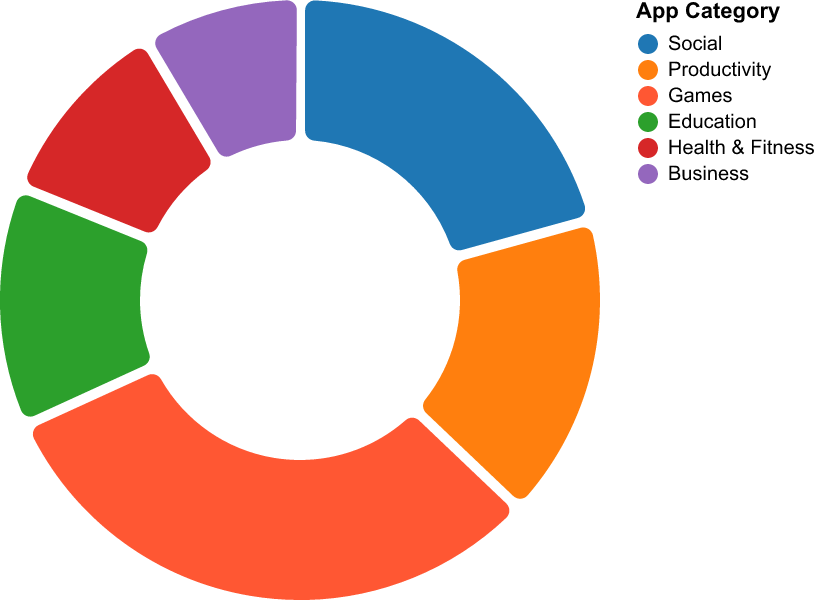 App Category
Social
Productivity
Games
Education
Health & Fitness
Business